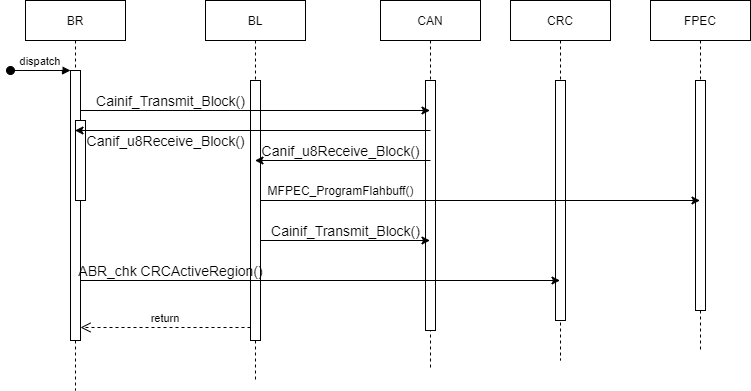 BR
BL
CAN
CRC
FPEC
dispatch
Cainif_Transmit_Block()
Canif_u8Receive_Block()
Canif_u8Receive_Block()
MFPEC_ProgramFlahbuff()
Cainif_Transmit_Block()
ABR_chk CRCActiveRegion()
return